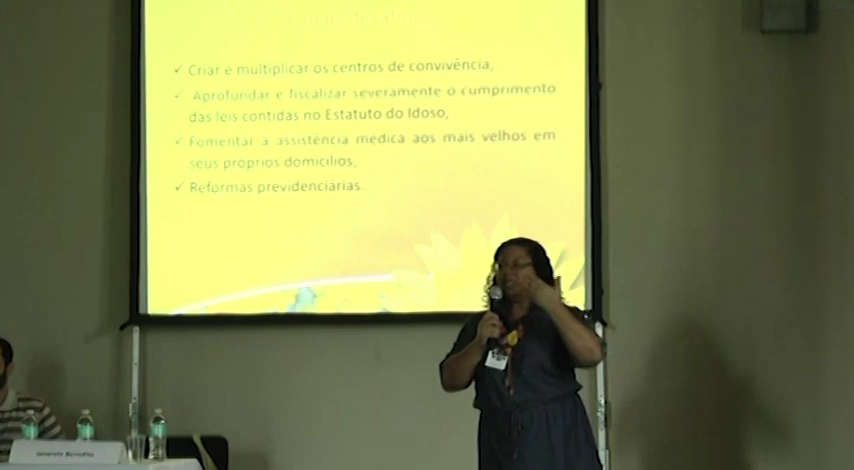 ✓ Criar e multiplicar os centros de convivência,
✓ Aprofundar e fiscalizar severamente o cumprimento
das leis contidas no Estatuto do Idoso,
✓ Fomentar a assistência médica aos mais velhos em
seus próprios domicílios,
✓ Reformas previdenciárias.
Benedito